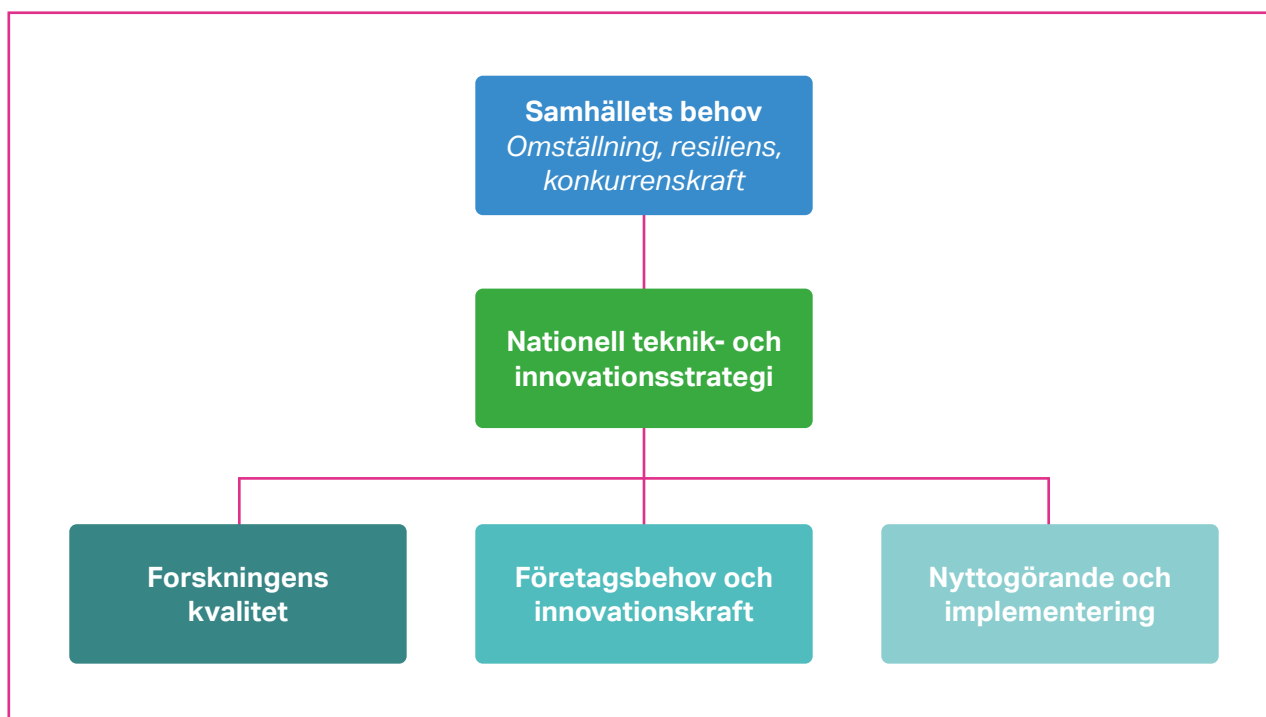 Samhällets behov
Omställning, resiliens,
konkurrenskraft
Nationell teknik- och
innovationsstrategi
Forskningens
kvalitet
Företagsbehov och
innovationskraft
Nyttogörande och
implementering